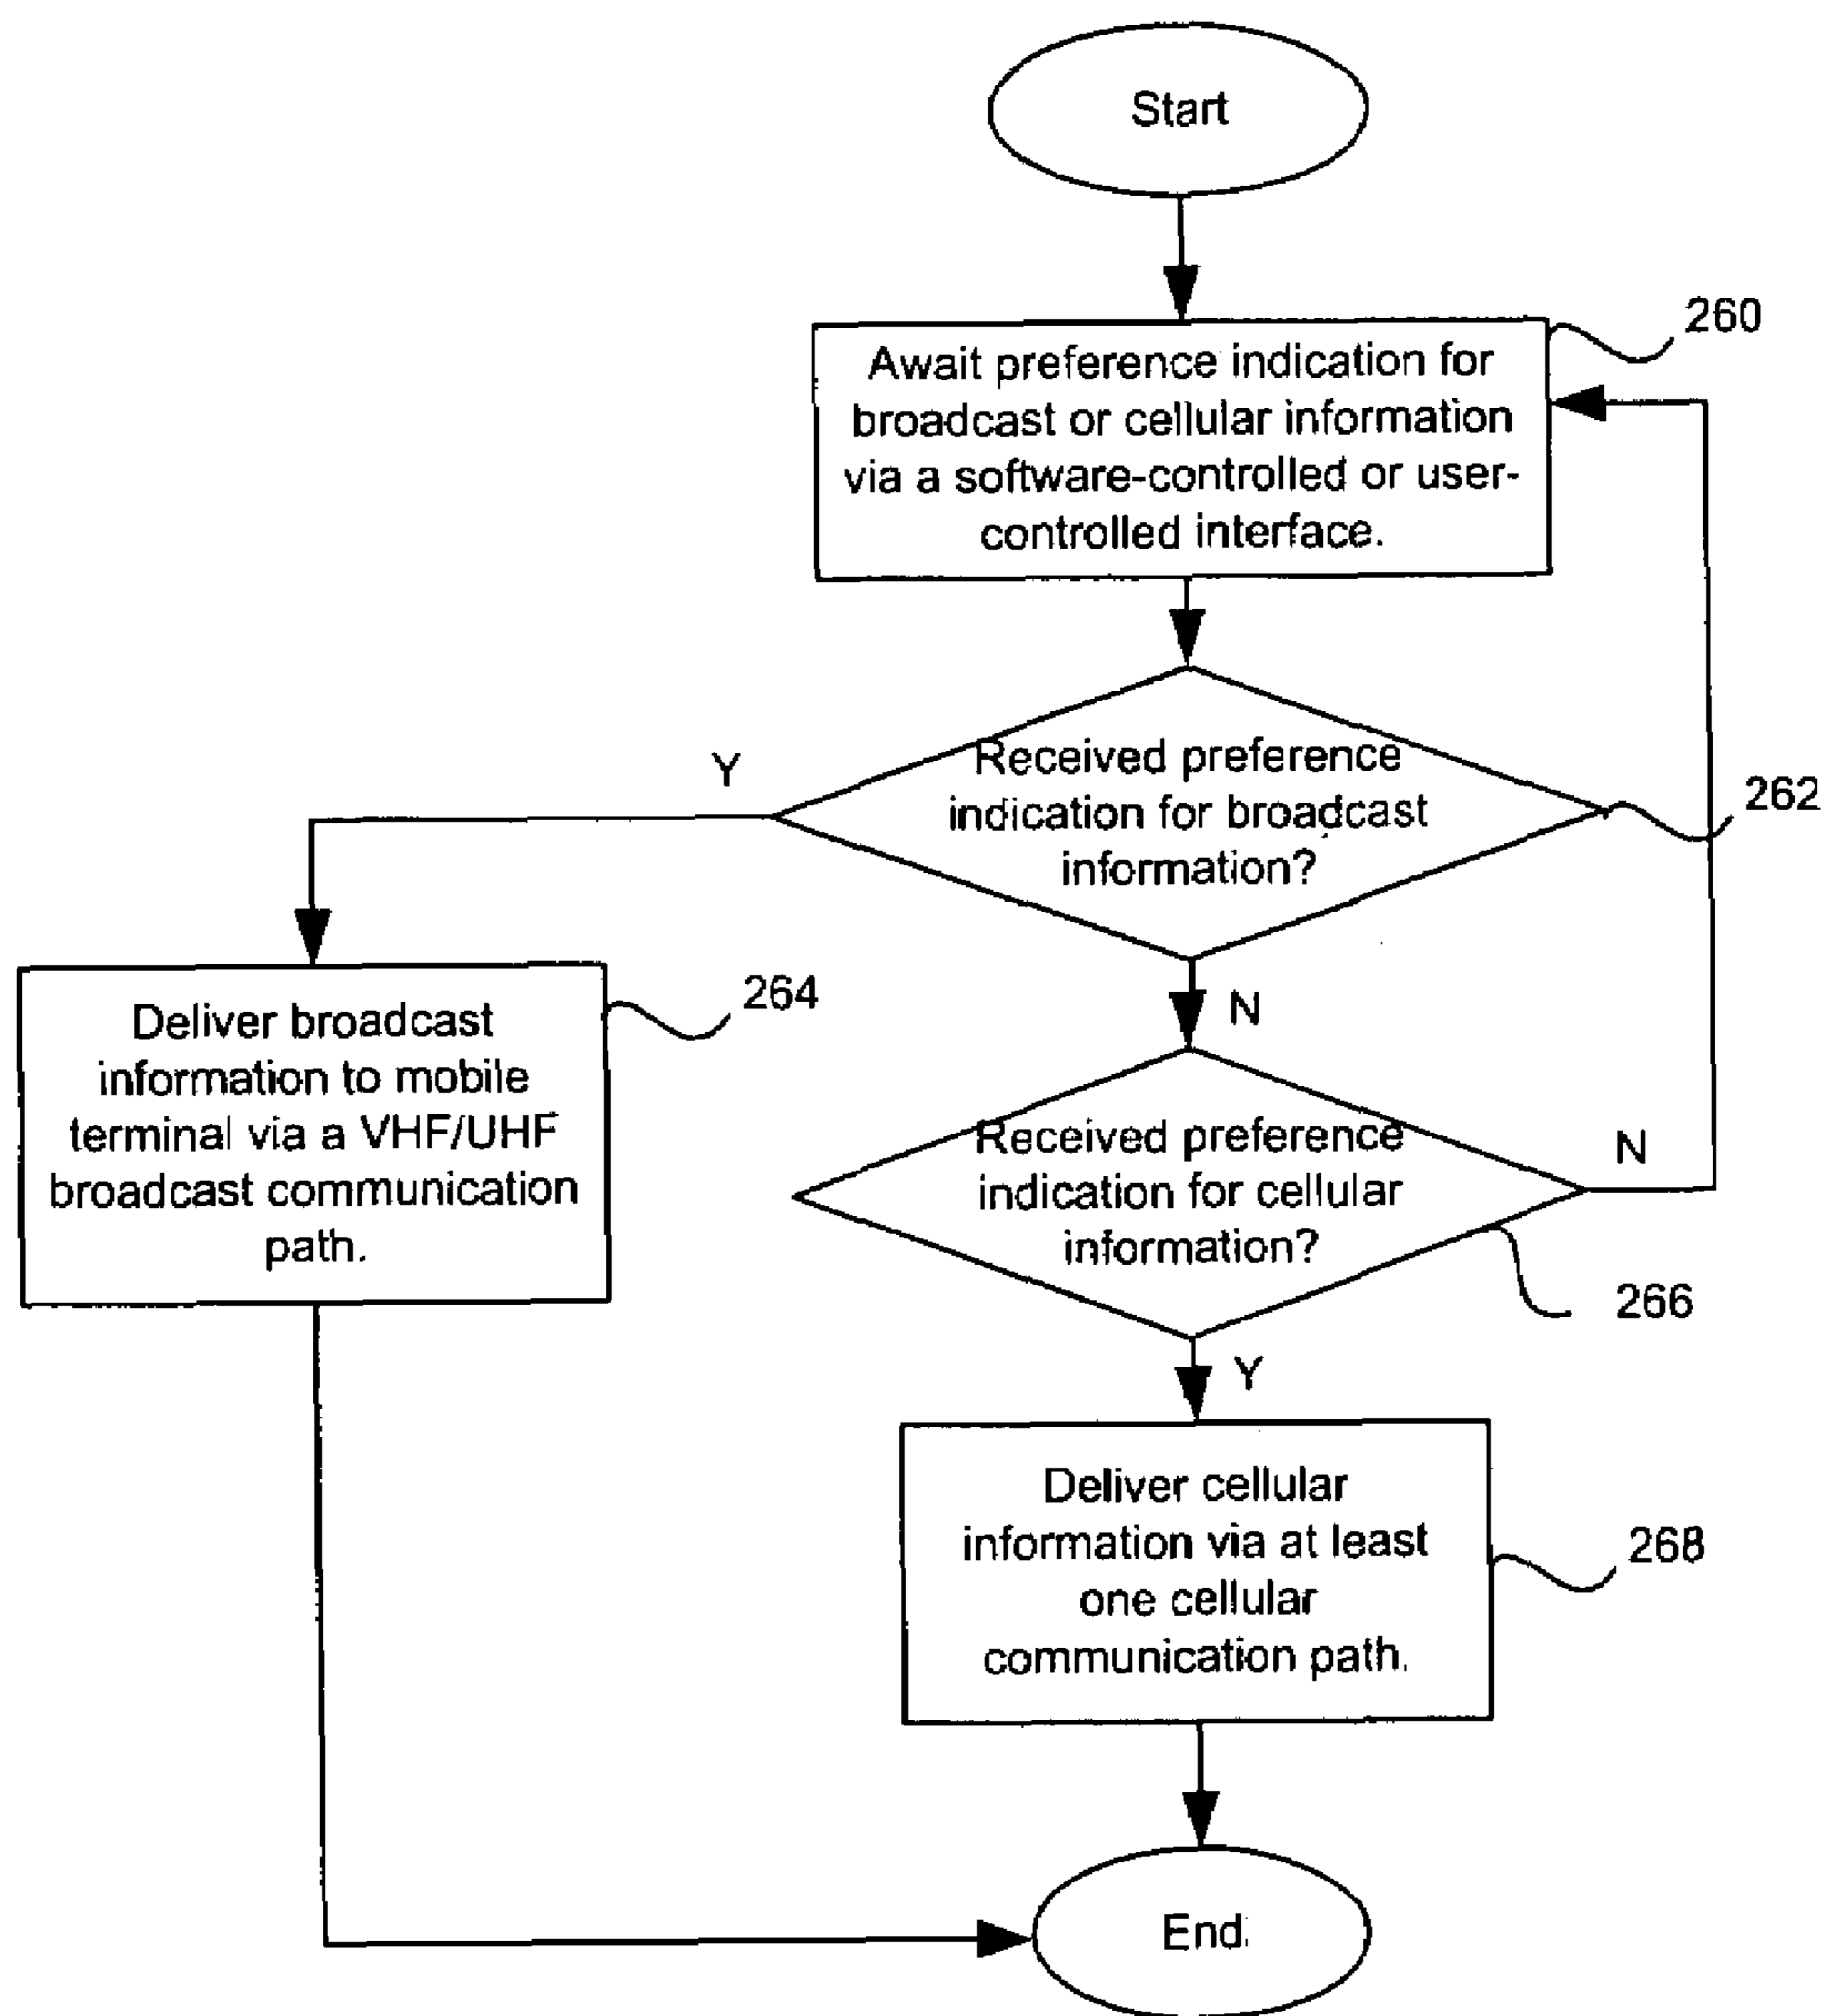 Start
260
Await preference indication for
broadcast or cellular information
via a software-controlled or user-
controlled interface.
Y
Received preference
indication for broadcast
information?
262
264
Deliver broadcast
information to mobile
terminal via a VHF/UHF
broadcast communication
path.
N
Received preference
indication for cellular
information?
N
266
Y
Deliver cellular
information via at least
one cellular
communication path.
268
End